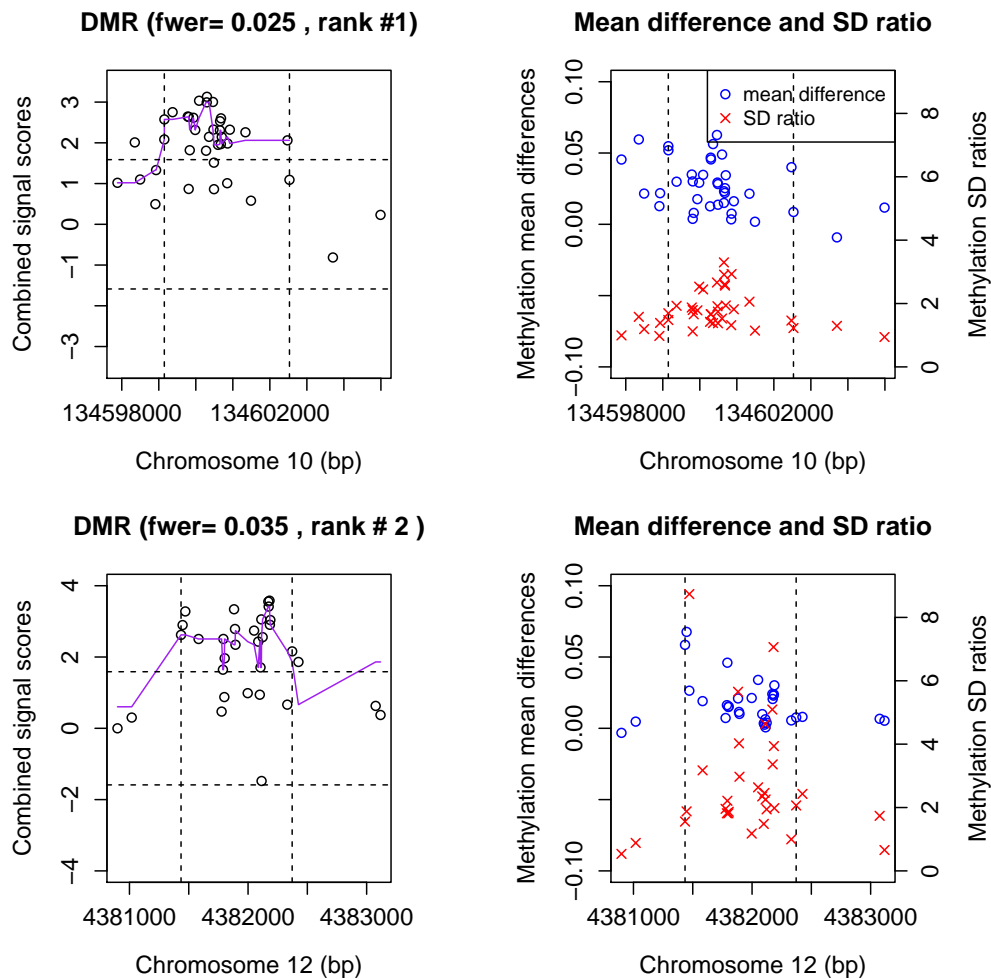 DMR (fwer= 0.025 , rank #1)
Combined signal scores
3
2
1
0
−1
−3
134598000
134602000
Chromosome 10 (bp)
Mean difference and SD ratio
mean difference
SD ratio
Methylation mean differences
0.10
0.05
0.00
−0.10
Methylation SD ratios
8
6
4
2
0
134598000
134602000
Chromosome 10 (bp)
DMR (fwer= 0.035 , rank # 2 )
Combined signal scores
4
2
0
−2
−4
4381000
4382000
4383000
Chromosome 12 (bp)
Mean difference and SD ratio
Methylation mean differences
0.10
0.05
0.00
−0.10
Methylation SD ratios
8
6
4
2
0
4381000
4382000
4383000
Chromosome 12 (bp)